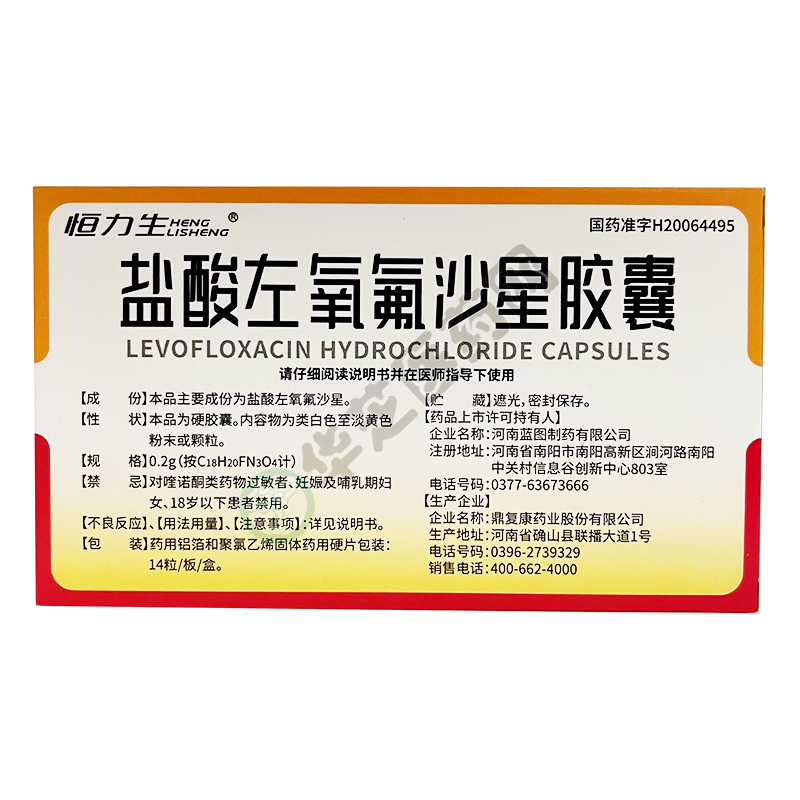 恒力生 HENG LISHENG ®
国药准字H20064495
盐酸左氧氟沙星胶囊
LEVOFLOXACIN HYDROCHLORIDE CAPSULES
请仔细阅读说明书并在医师指导下使用
【成 份】本品主要成份为盐酸左氧氟沙星。
【性 状】本品为硬胶囊。内容物为类白色至淡黄色
粉末或颗粒。
【规 格】0.2g(按C18H20FN3O4计)
【禁 忌】对喹诺酮类药物过敏者、妊娠及哺乳期妇
女、18岁以下患者禁用。
【不良反应】、【用法用量】、【注意事项】:详见说明书。
【包 装】药用铝箔和聚氯乙烯固体药用硬片包装:
14粒/板/盒。
【贮 藏】遮光,密封保存。
【药品上市许可持有人】
企业名称:河南蓝图制药有限公司
注册地址:河南省南阳市南阳高新区涧河路南阳
中关村信息谷创新中心803室
电话号码:0377-63673666
【生产企业】
企业名称:鼎复康药业股份有限公司
生产地址:河南省确山县联播大道1号
电话号码:0396-2739329
销售电话:400-662-4000
华芝医药网